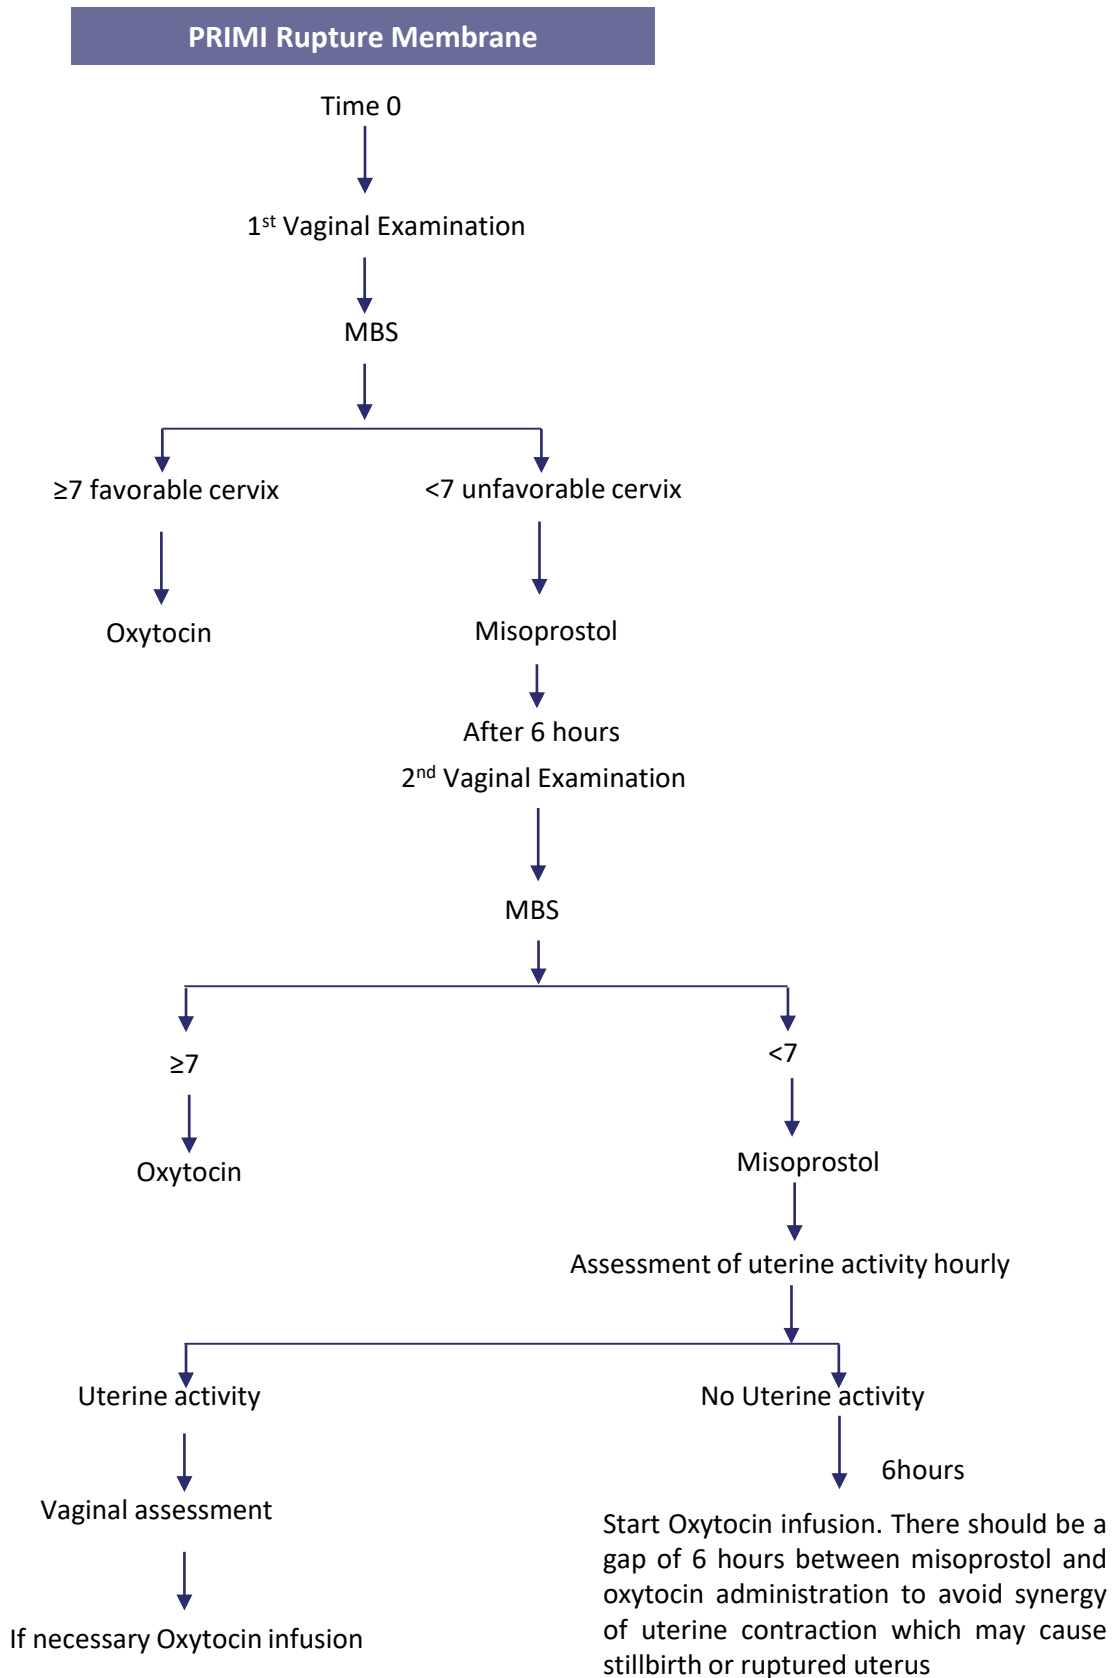 PRIMI Rupture Membrane
Time 0
1st Vaginal Examination
MBS
≥7 favorable cervix
<7 unfavorable cervix
Oxytocin
Misoprostol
After 6 hours
2nd Vaginal Examination
MBS
≥7
<7
Oxytocin
Misoprostol
Assessment of uterine activity hourly
Uterine activity
No Uterine activity
6hours
Vaginal assessment
If necessary Oxytocin infusion
Start Oxytocin infusion. There should be a
gap of 6 hours between misoprostol and
oxytocin administration to avoid synergy
of uterine contraction which may cause
stillbirth or ruptured uterus